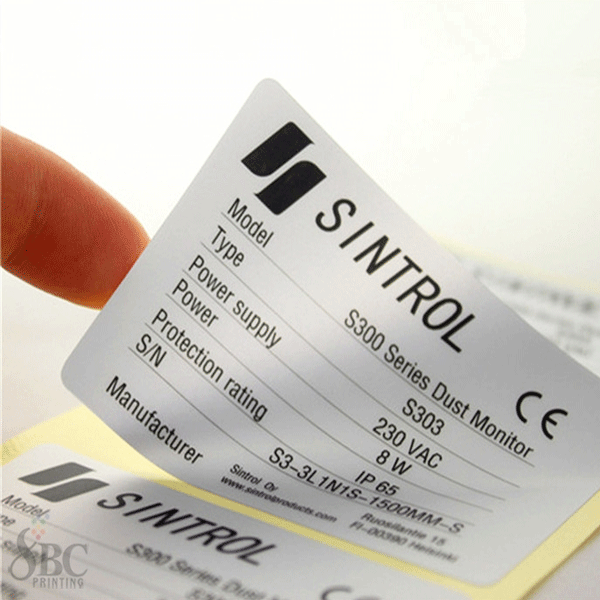 SINTROL
CE
Model S300 Series Dust Monitor
Type S303
Power supply 230 VAC
Power 8 W
Protection rating IP 65
S/N S3-3L1N1S-1500MM-S
Manufacturer Sintrol Oy Ruosilantie 15
www.sintrolproducts.com FI-00390 Helsinki
SINTROL
Model: S300 Series Dust Monitor
SBC
PRINTING